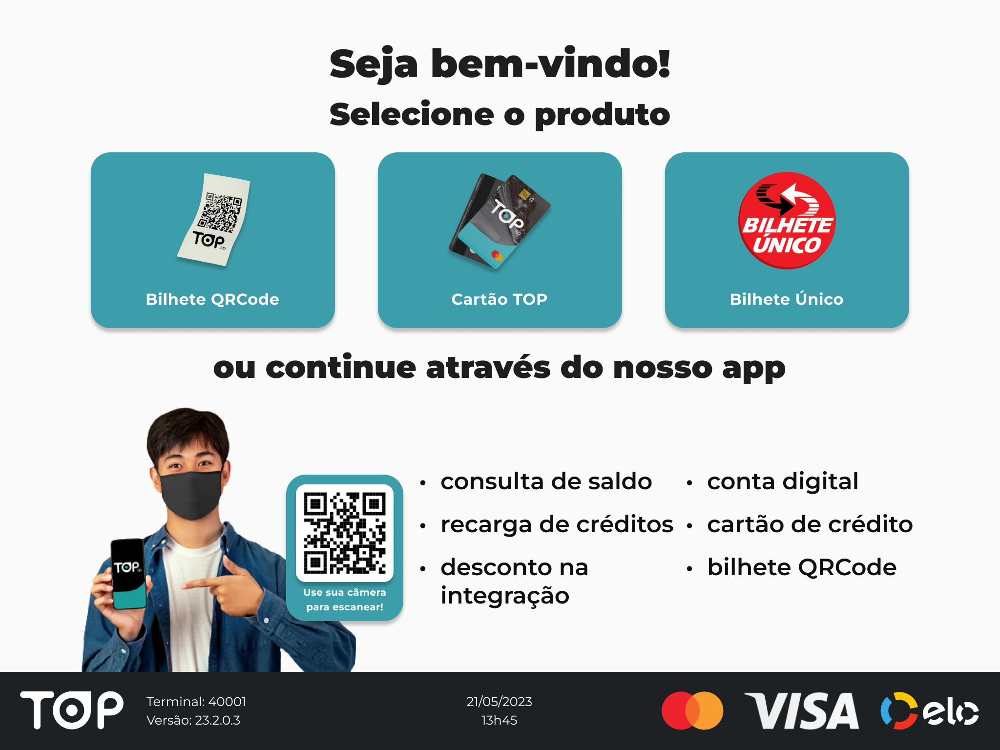 Seja bem-vindo!
Selecione o produto
TOP
sp
Bilhete QRCode
TOP
sp
Cartão TOP
BILHETE
ÚNICO
Bilhete Único
ou continue através do nosso app
TOP
sp
Use sua câmera
para escanear!
• consulta de saldo
• recarga de créditos
• desconto na
integração
• conta digital
• cartão de crédito
• bilhete QRCode
TOP
Terminal: 40001
Versão: 23.2.0.3
21/05/2023
13h45
VISA
elo